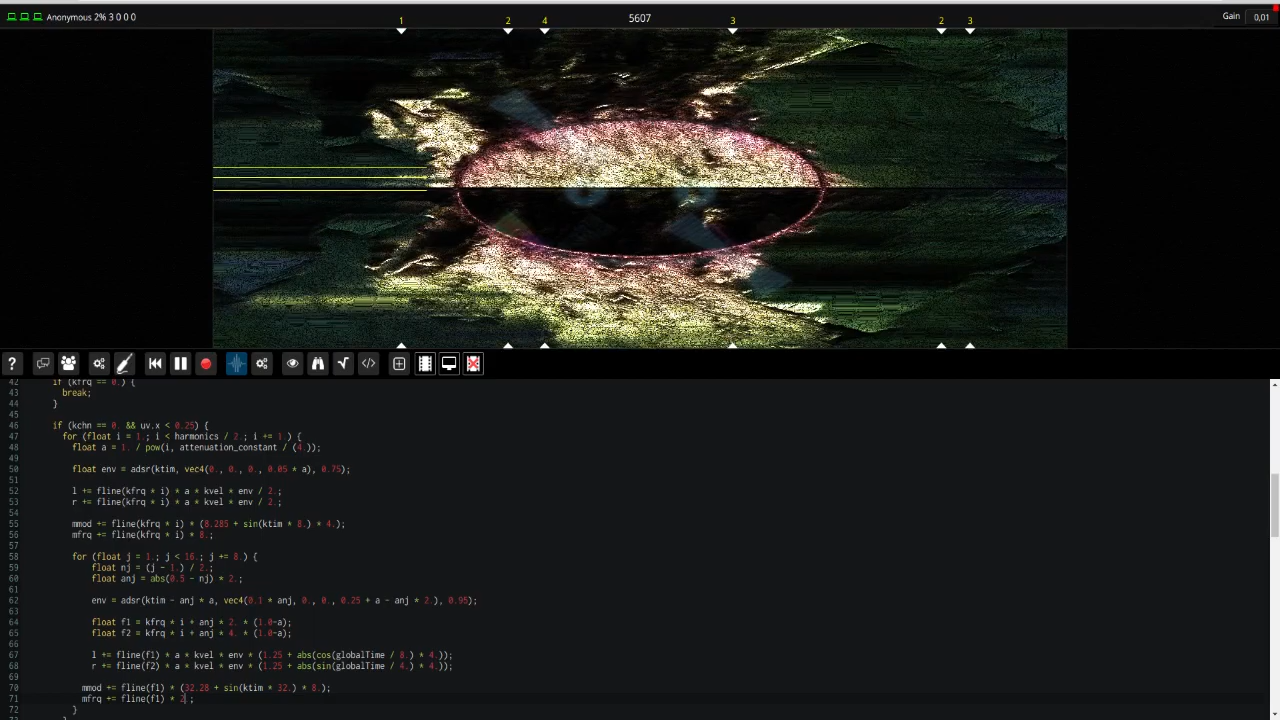 Anonymous 2% 3 0 0 0
1 2 4 5607 3 2 3
Gain 0,01
?
42 if (kfrq == 0.) {
43 break;
44 }
45
46 if (kchn == 0. && uv.x < 0.25) {
47 for (float i = 1.; i < harmonics / 2.; i += 1.) {
48 float a = 1. / pow(i, attenuation_constant / (4.));
49
50 float env = adsr(ktim, vec4(0., 0., 0., 0.05 * a), 0.75);
51
52 l += fline(kfrq * i) * a * kvel * env / 2.;
53 r += fline(kfrq * i) * a * kvel * env / 2.;
54
55 mmod += fline(kfrq * i) * (8.285 + sin(ktim * 8.) * 4.);
56 mfrq += fline(kfrq * i) * 8.;
57
58 for (float j = 1.; j < 16.; j += 8.) {
59 float nj = (j - 1.) / 2.;
60 float anj = abs(0.5 - nj) * 2.;
61
62 env = adsr(ktim - anj * a, vec4(0.1 * anj, 0., 0., 0.25 + a - anj * 2.), 0.95);
63
64 float f1 = kfrq * i + anj * 2. * (1.0-a);
65 float f2 = kfrq * i + anj * 4. * (1.0-a);
66
67 l += fline(f1) * a * kvel * env * (1.25 + abs(cos(globalTime / 8.) * 4.));
68 r += fline(f2) * a * kvel * env * (1.25 + abs(sin(globalTime / 4.) * 4.));
69
70 mmod += fline(f1) * (32.28 + sin(ktim * 32.) * 8.);
71 mfrq += fline(f1) * 2.;
72 }